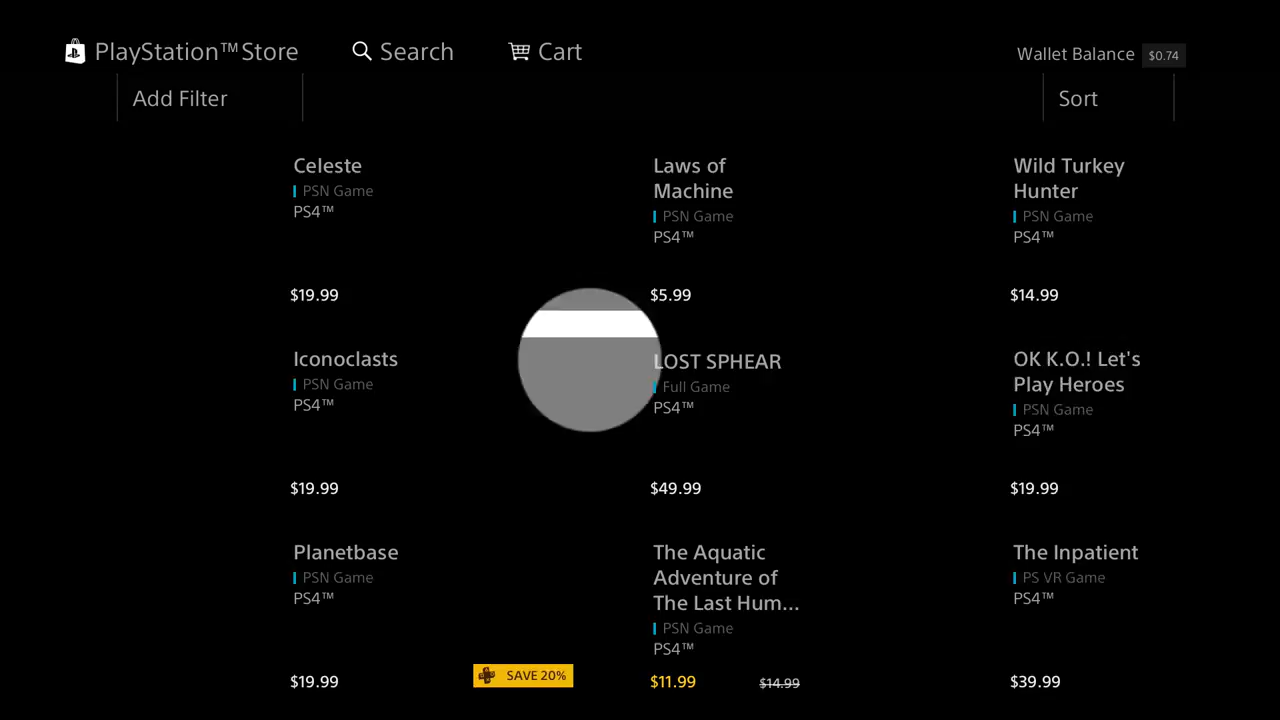 PlayStation™Store
Search
Cart
Wallet Balance $0.74
Add Filter
Sort
Celeste
PSN Game
PS4™
$19.99
Laws of
Machine
PSN Game
PS4™
$5.99
Wild Turkey
Hunter
PSN Game
PS4™
$14.99
Iconoclasts
PSN Game
PS4™
$19.99
LOST SPHEAR
Full Game
PS4™
$49.99
OK K.O.! Let's
Play Heroes
PSN Game
PS4™
$19.99
Planetbase
PSN Game
PS4™
$19.99
The Aquatic
Adventure of
The Last Hum...
PSN Game
PS4™
SAVE 20%
$11.99 $14.99
The Inpatient
PS VR Game
PS4™
$39.99